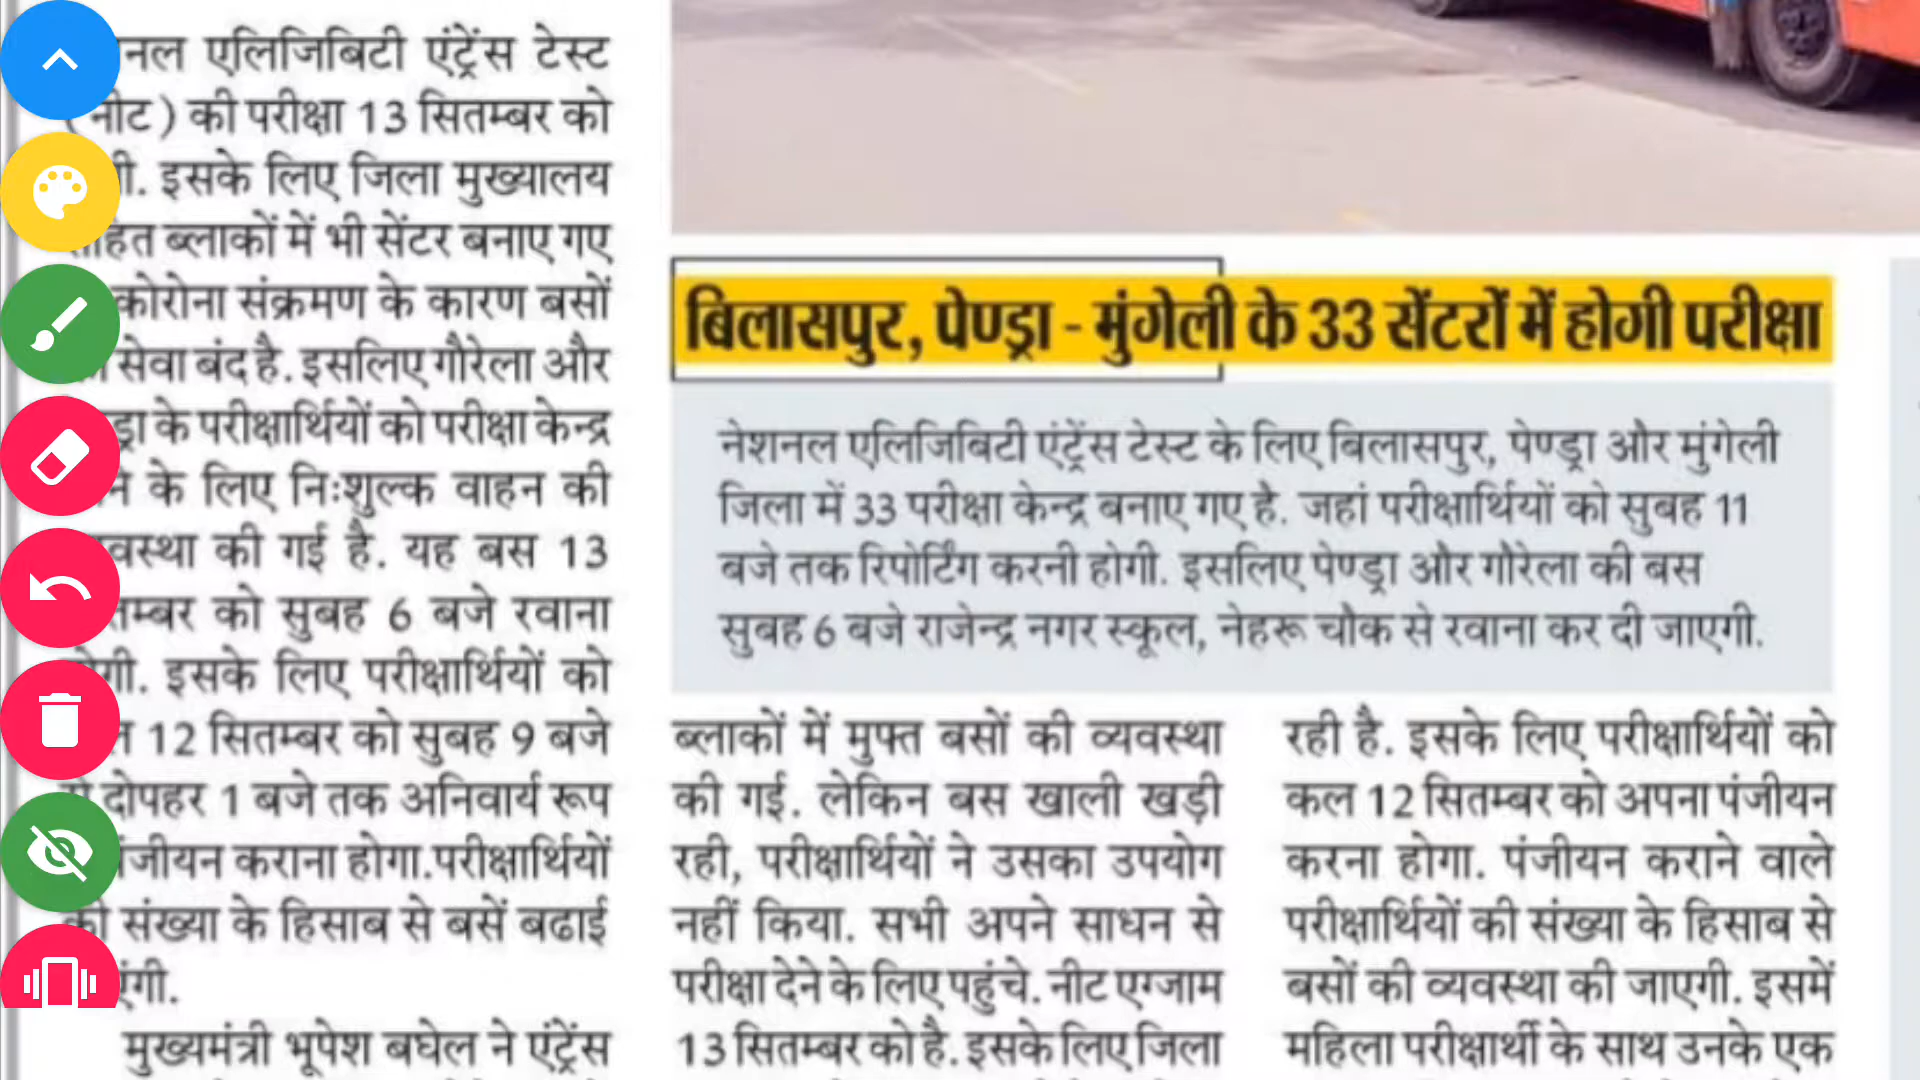 नल एलिजिबिटी एंट्रेंस टेस्ट
(नीट) की परीक्षा 13 सितम्बर को
इसके लिए जिला मुख्यालय
ब्लाकों में भी सेंटर बनाए गए
कोरोना संक्रमण के कारण बसों
सेवा बंद है. इसलिए गौरेला और
के परीक्षार्थियों को परीक्षा केन्द्र
के लिए निःशुल्क वाहन की
वस्था की गई है. यह बस 13
को सुबह 6 बजे रवाना
इसके लिए परीक्षार्थियों को
12 सितम्बर को सुबह 9 बजे
दोपहर 1 बजे तक अनिवार्य रूप
जीयन कराना होगा.परीक्षार्थियों
की संख्या के हिसाब से बसें बढाई
मुख्यमंत्री भूपेश बघेल ने एंट्रेंस
बिलासपुर, पेण्ड्रा - मुंगेली के 33 सेंटरों में होगी परीक्षा
नेशनल एलिजिबिटी एंट्रेंस टेस्ट के लिए बिलासपुर, पेण्ड्रा और मुंगेली
जिला में 33 परीक्षा केन्द्र बनाए गए है. जहां परीक्षार्थियों को सुबह 11
बजे तक रिपोर्टिंग करनी होगी. इसलिए पेण्ड्रा और गौरेला की बस
सुबह 6 बजे राजेन्द्र नगर स्कूल, नेहरू चौक से रवाना कर दी जाएगी.
ब्लाकों में मुफ्त बसों की व्यवस्था
की गई. लेकिन बस खाली खड़ी
रही, परीक्षार्थियों ने उसका उपयोग
नहीं किया. सभी अपने साधन से
परीक्षा देने के लिए पहुंचे. नीट एग्जाम
13 सितम्बर को है. इसके लिए जिला
रही है. इसके लिए परीक्षार्थियों को
कल 12 सितम्बर को अपना पंजीयन
करना होगा. पंजीयन कराने वाले
परीक्षार्थियों की संख्या के हिसाब से
बसों की व्यवस्था की जाएगी. इसमें
महिला परीक्षार्थी के साथ उनके एक